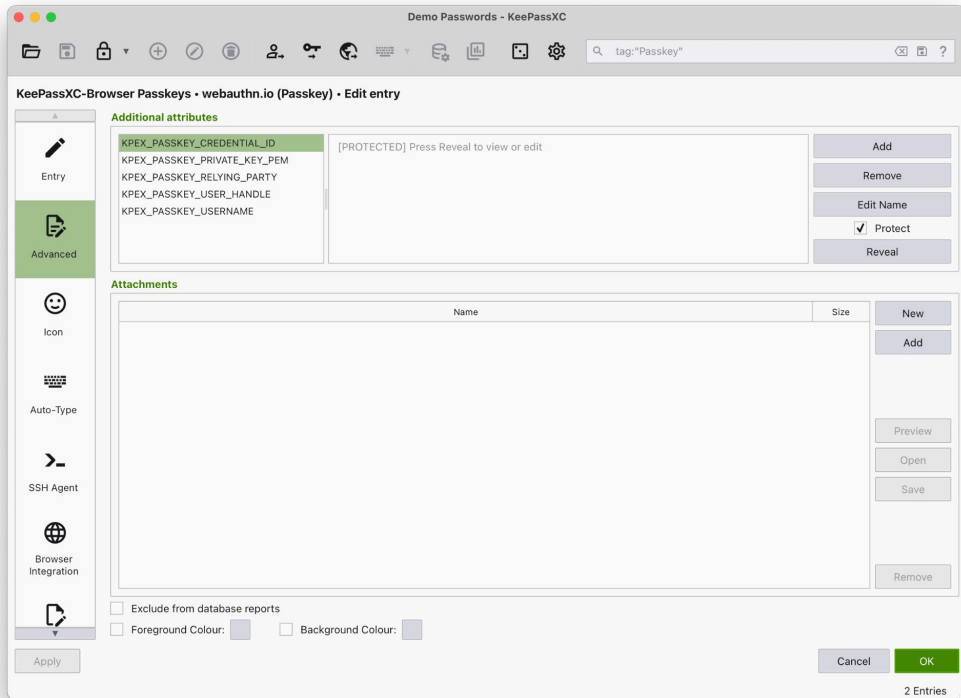 Demo Passwords - KeePassXC
tag:"Passkey"
?
KeePassXC-Browser Passkeys • webauthn.io (Passkey) • Edit entry
Entry
Advanced
Icon
Auto-Type
SSH Agent
Browser
Integration
Additional attributes
KPEX_PASSKEY_CREDENTIAL_ID
KPEX_PASSKEY_PRIVATE_KEY_PEM
KPEX_PASSKEY_RELYING_PARTY
KPEX_PASSKEY_USER_HANDLE
KPEX_PASSKEY_USERNAME
[PROTECTED] Press Reveal to view or edit
Add
Remove
Edit Name
Protect
Reveal
Attachments
Name
Size
New
Add
Preview
Open
Save
Remove
Exclude from database reports
Foreground Colour:
Background Colour:
Apply
Cancel
OK
2 Entries